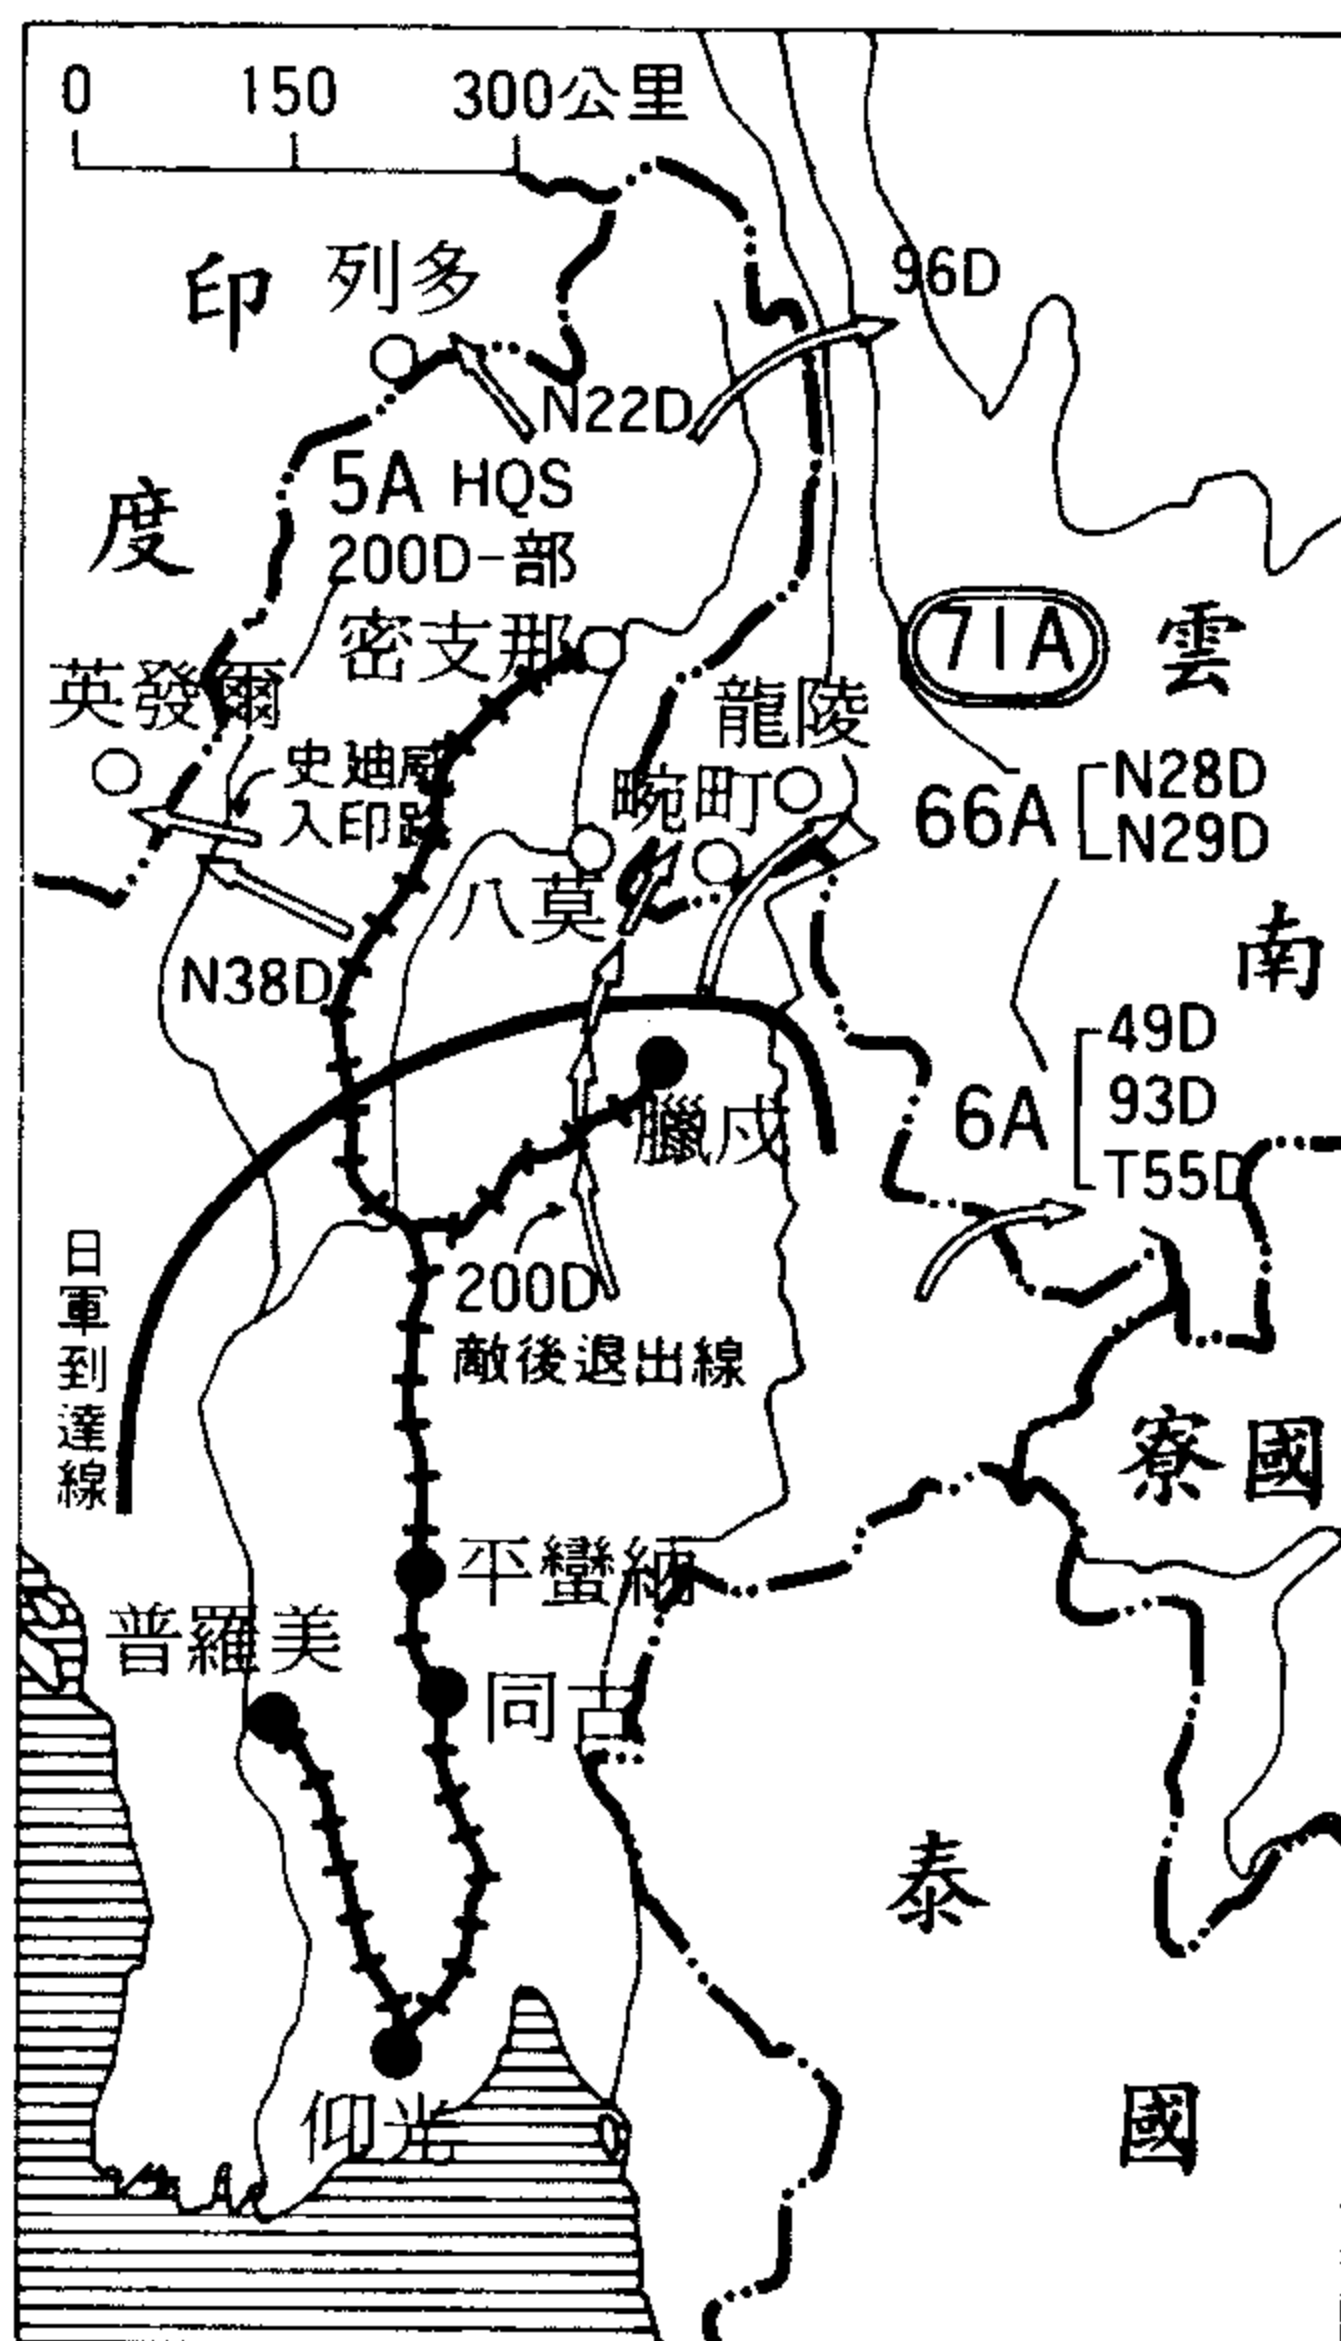 0 150 300公里
印度
列多
96D
N22D
5A HQS
200D-部
密支那
71A
雲南
英發爾
龍陵
史迪威
入印路
畹町
66A
N28D
N29D
八莫
N38D
49D
93D
6A
T55D
臘戍
200D
敵後退出線
日軍到達線
寮國
平蠻納
普羅美
同古
泰國
仰光